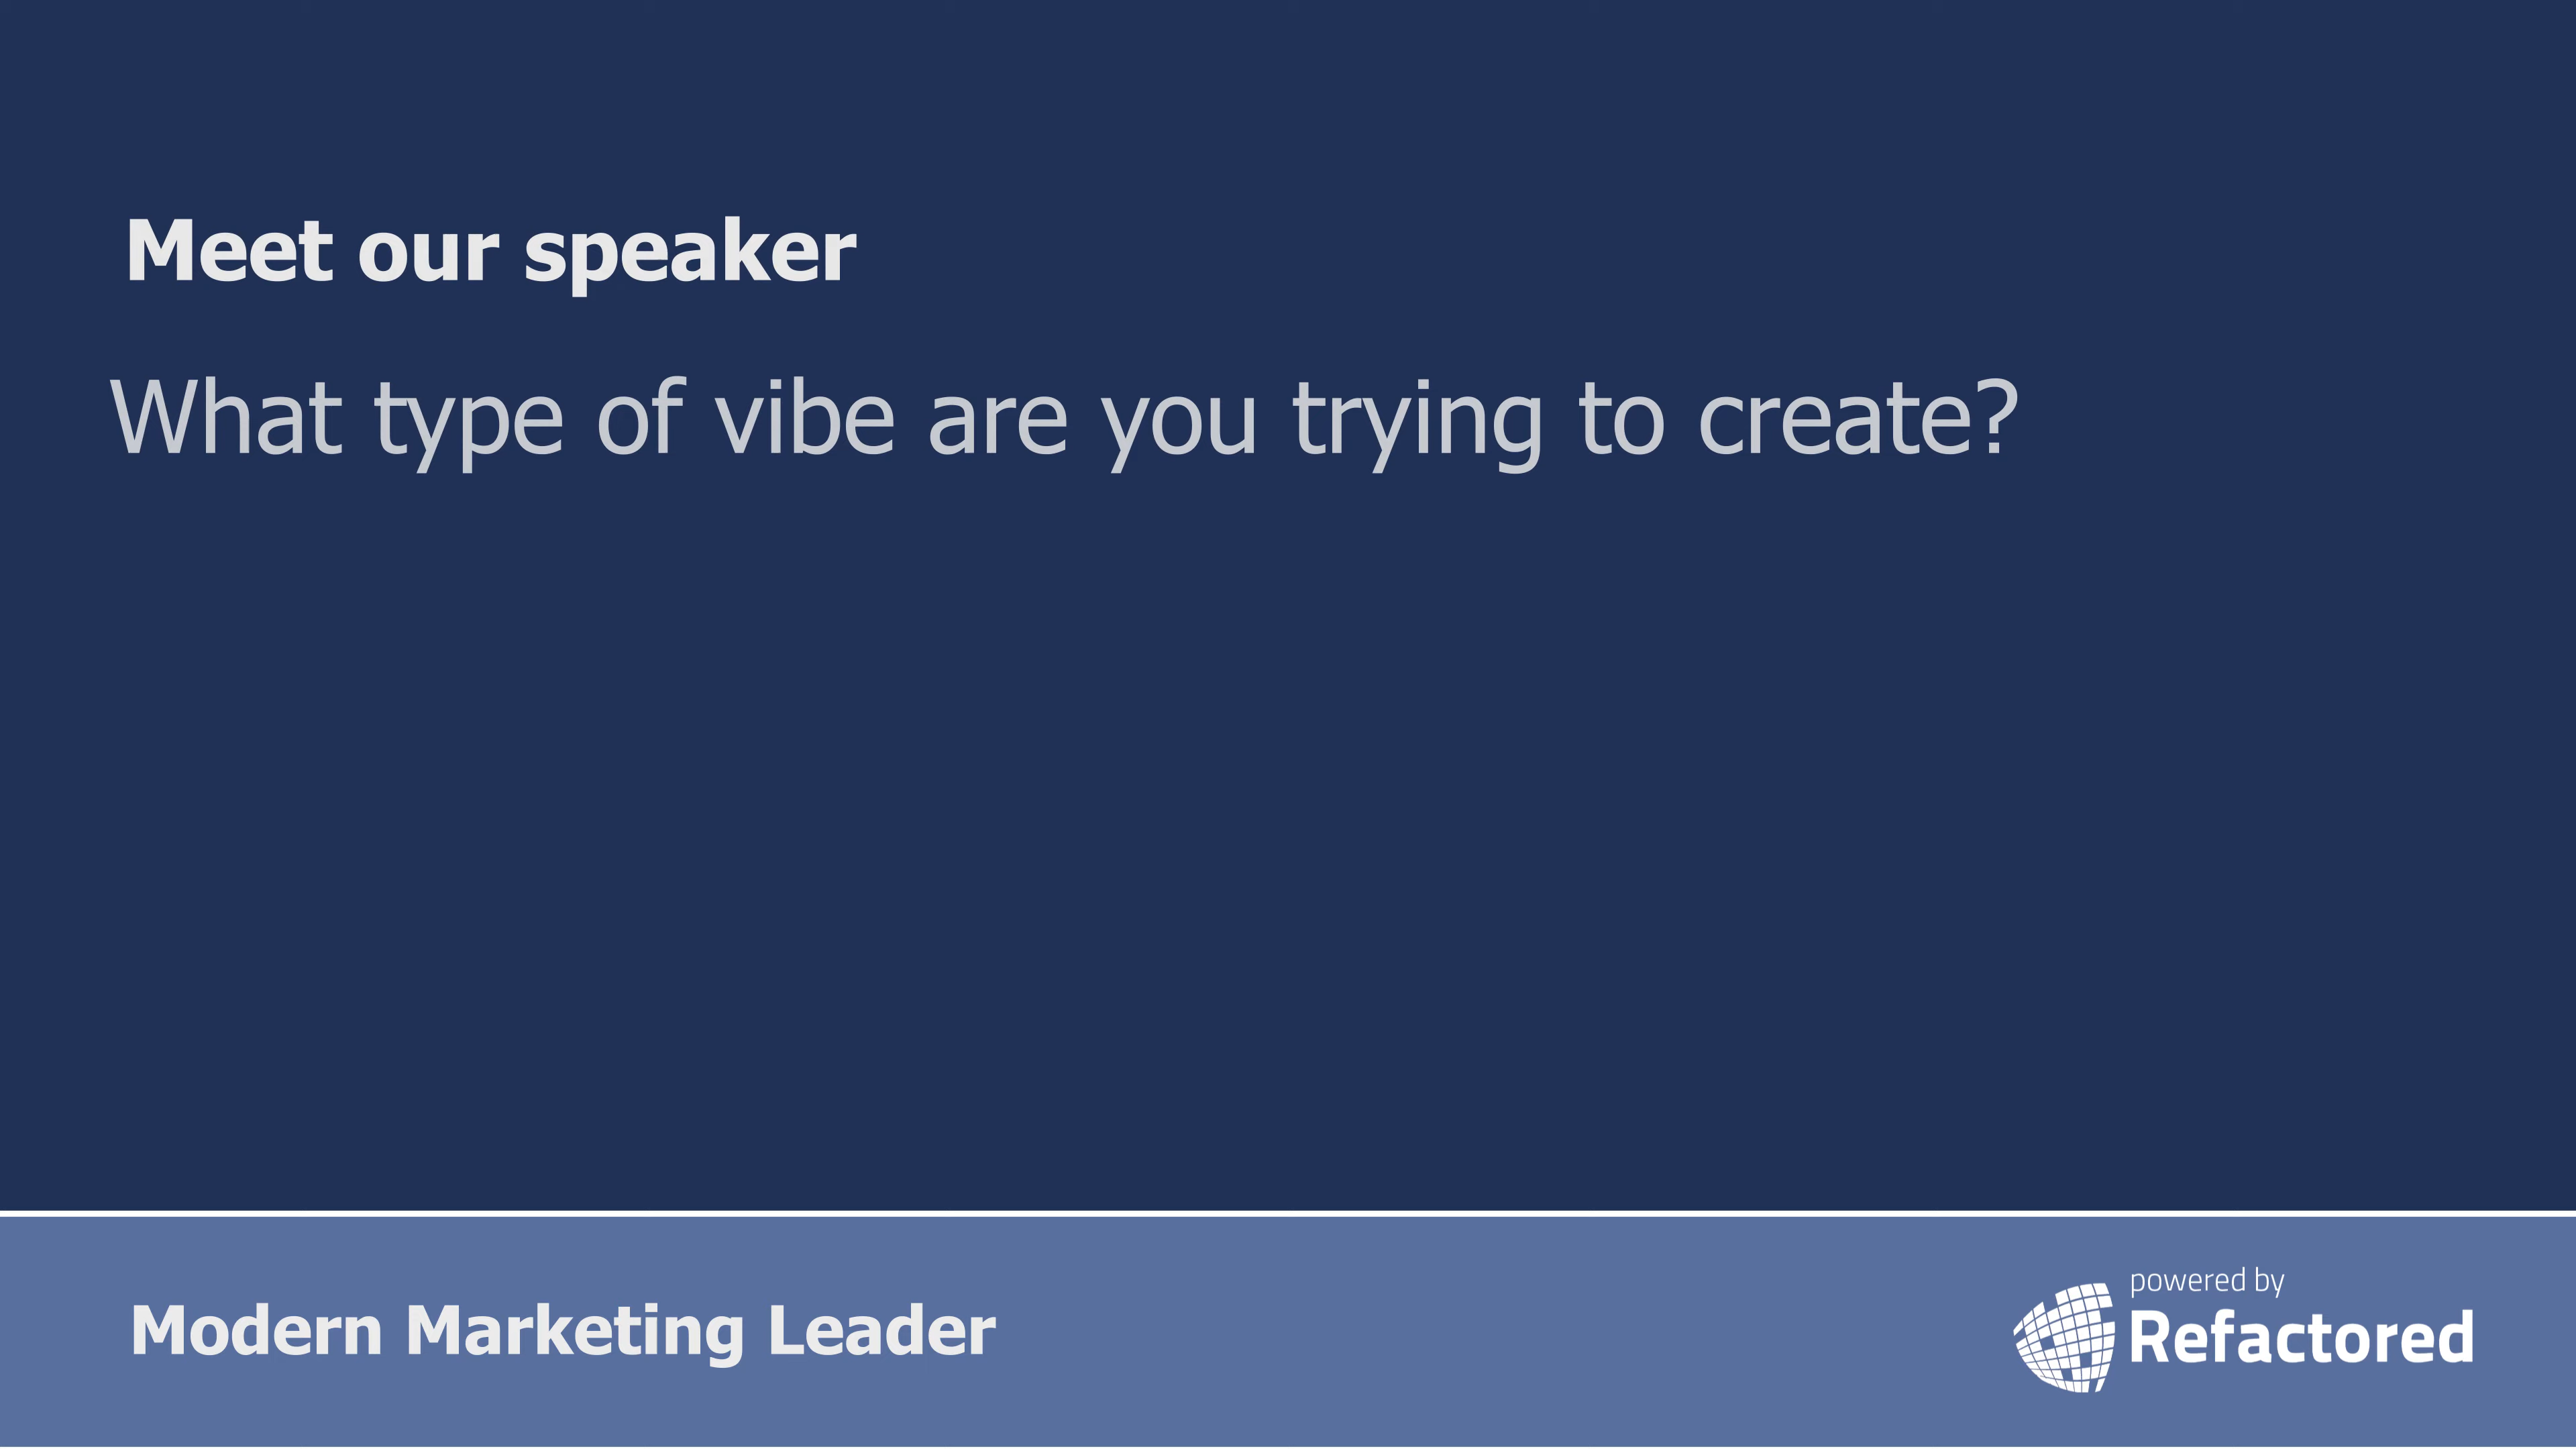 Meet our speaker
What type of vibe are you trying to create?
Modern Marketing Leader
powered by
Refactored